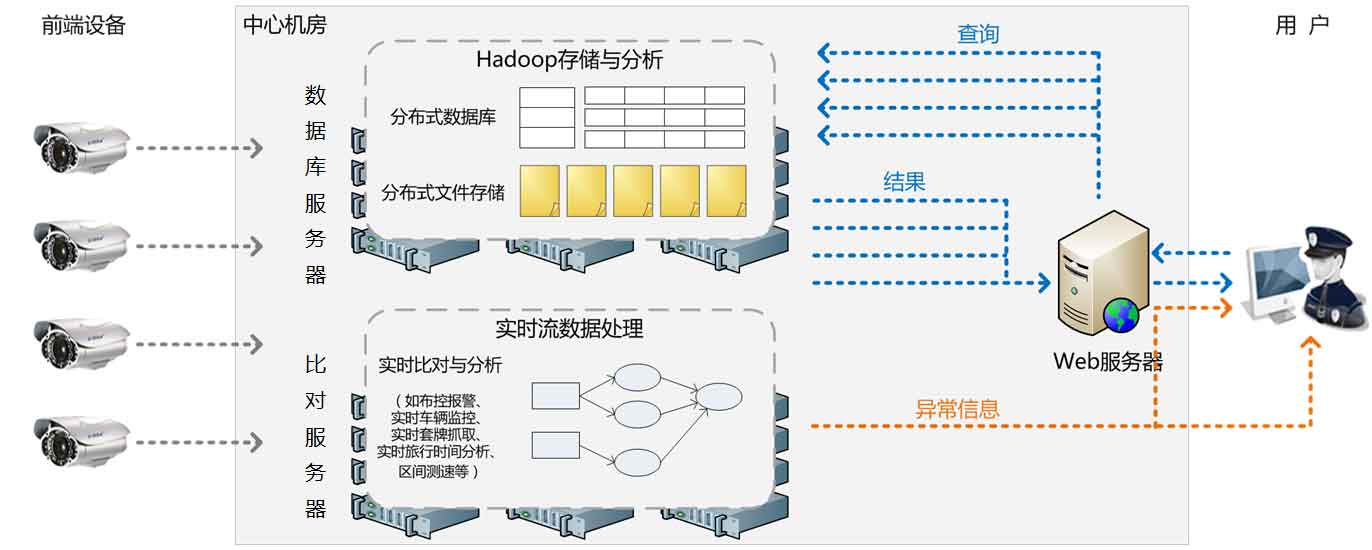 前端设备
中心机房
用 户
数据库服务器
Hadoop存储与分析
分布式数据库
分布式文件存储
查询
结果
Web服务器
比对服务器
实时流数据处理
实时比对与分析
（如布控报警、
实时车辆监控、
实时套牌抓取、
实时旅行时间分析、
区间测速等）
异常信息